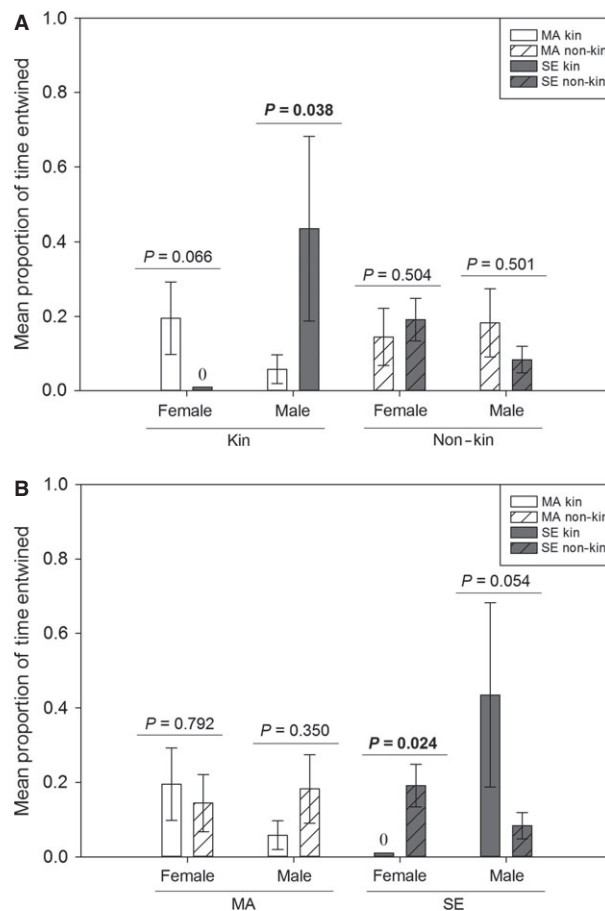 A
Mean proportion of time entwined
1.0
0.8
0.6
0.4
0.2
0.0
MA kin
MA non-kin
SE kin
SE non-kin
P = 0.038
P = 0.066
P = 0.504
P = 0.501
0
Female Male Female Male
Kin Non-kin
B
Mean proportion of time entwined
1.0
0.8
0.6
0.4
0.2
0.0
MA kin
MA non-kin
SE kin
SE non-kin
P = 0.054
P = 0.792
P = 0.350
P = 0.024
0
Female Male Female Male
MA SE